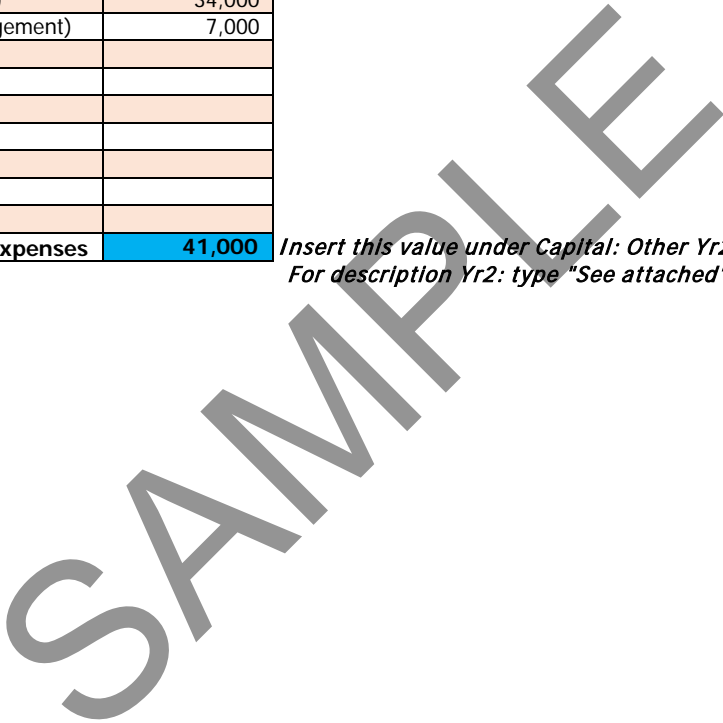 34,000
gement) 7,000
xpenses 41,000 Insert this value under Capital: Other Yr2
For description Yr2: type "See attached"
SAMPLE